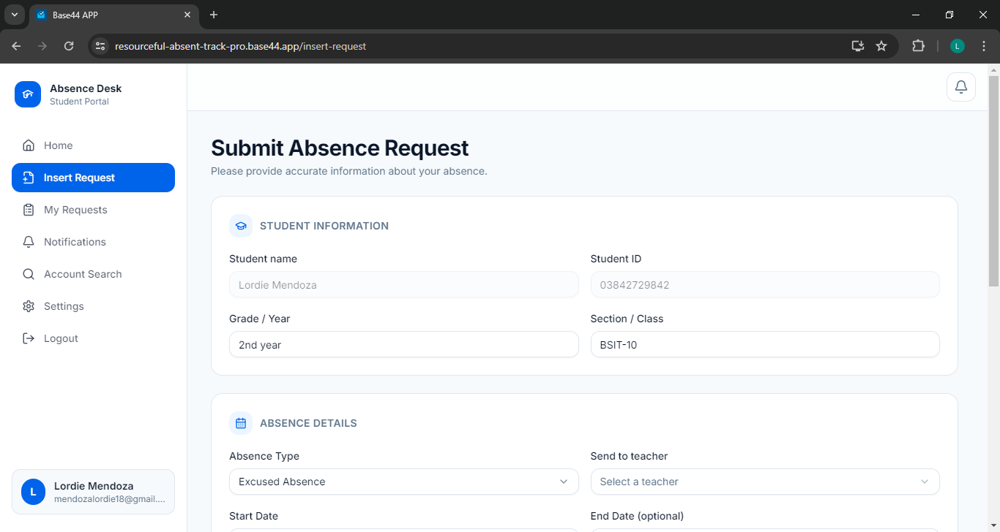 Base44 APP
resourceful-absent-track-pro.base44.app/insert-request
L
Absence Desk
Student Portal
Home
Insert Request
My Requests
Notifications
Account Search
Settings
Logout
L
Lordie Mendoza
mendozalordie18@gmail....
Submit Absence Request
Please provide accurate information about your absence.
STUDENT INFORMATION
Student name
Student ID
Lordie Mendoza
03842729842
Grade / Year
Section / Class
2nd year
BSIT-10
ABSENCE DETAILS
Absence Type
Send to teacher
Excused Absence
Select a teacher
Start Date
End Date (optional)